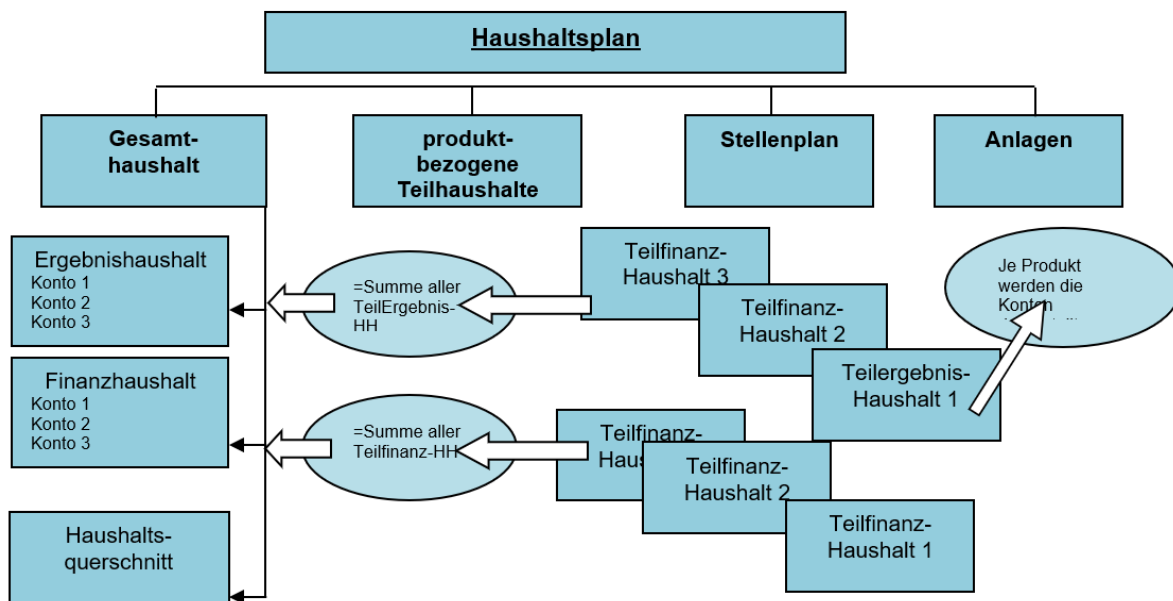 Haushaltsplan
Gesamt-
haushalt
produkt-
bezogene
Teilhaushalte
Stellenplan
Anlagen
Ergebnishaushalt
Konto 1
Konto 2
Konto 3
=Summe aller
TeilErgebnis-
HH
Teilfinanz-
Haushalt 3
Teilfinanz-
Haushalt 2
Teilergebnis-
Haushalt 1
Je Produkt
werden die
Konten
Finanzhaushalt
Konto 1
Konto 2
Konto 3
=Summe aller
Teilfinanz-HH
Teilfinanz-
Teilfinanz-
Haushalt 2
Teilfinanz-
Haushalt 1
Haushalts-
querschnitt